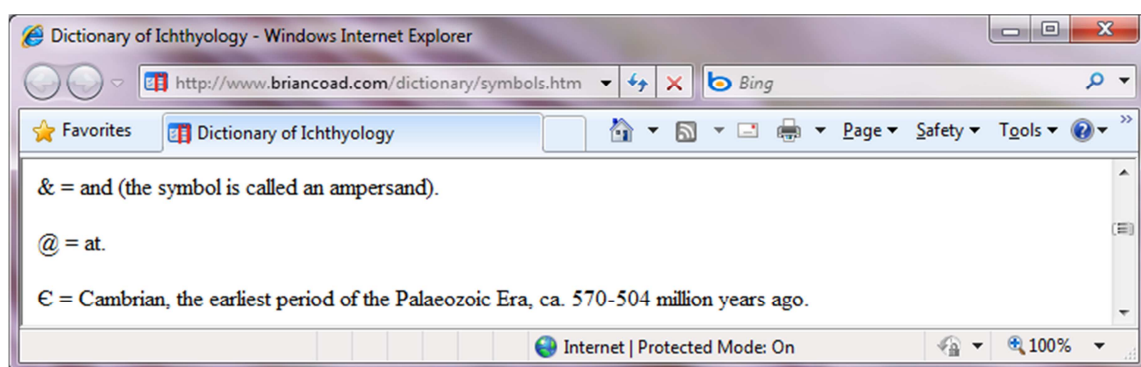 Dictionary of Ichthyology - Windows Internet Explorer
http://www.briancoad.com/dictionary/symbols.htm Bing
Favorites Dictionary of Ichthyology Page Safety Tools »
& = and (the symbol is called an ampersand).
@ = at.
Є = Cambrian, the earliest period of the Palaeozoic Era, ca. 570-504 million years ago.
Internet | Protected Mode: On 100%